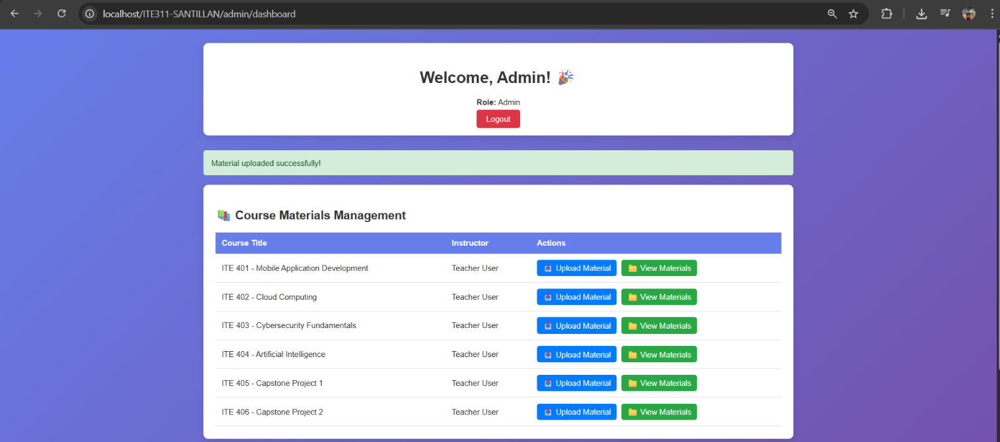 localhost/ITE311-SANTILLAN/admin/dashboard
Welcome, Admin! 🎉
Role: Admin
Logout
Material uploaded successfully!
📚 Course Materials Management
Course Title Instructor Actions
ITE 401 - Mobile Application Development Teacher User 📤 Upload Material 📁 View Materials
ITE 402 - Cloud Computing Teacher User 📤 Upload Material 📁 View Materials
ITE 403 - Cybersecurity Fundamentals Teacher User 📤 Upload Material 📁 View Materials
ITE 404 - Artificial Intelligence Teacher User 📤 Upload Material 📁 View Materials
ITE 405 - Capstone Project 1 Teacher User 📤 Upload Material 📁 View Materials
ITE 406 - Capstone Project 2 Teacher User 📤 Upload Material 📁 View Materials